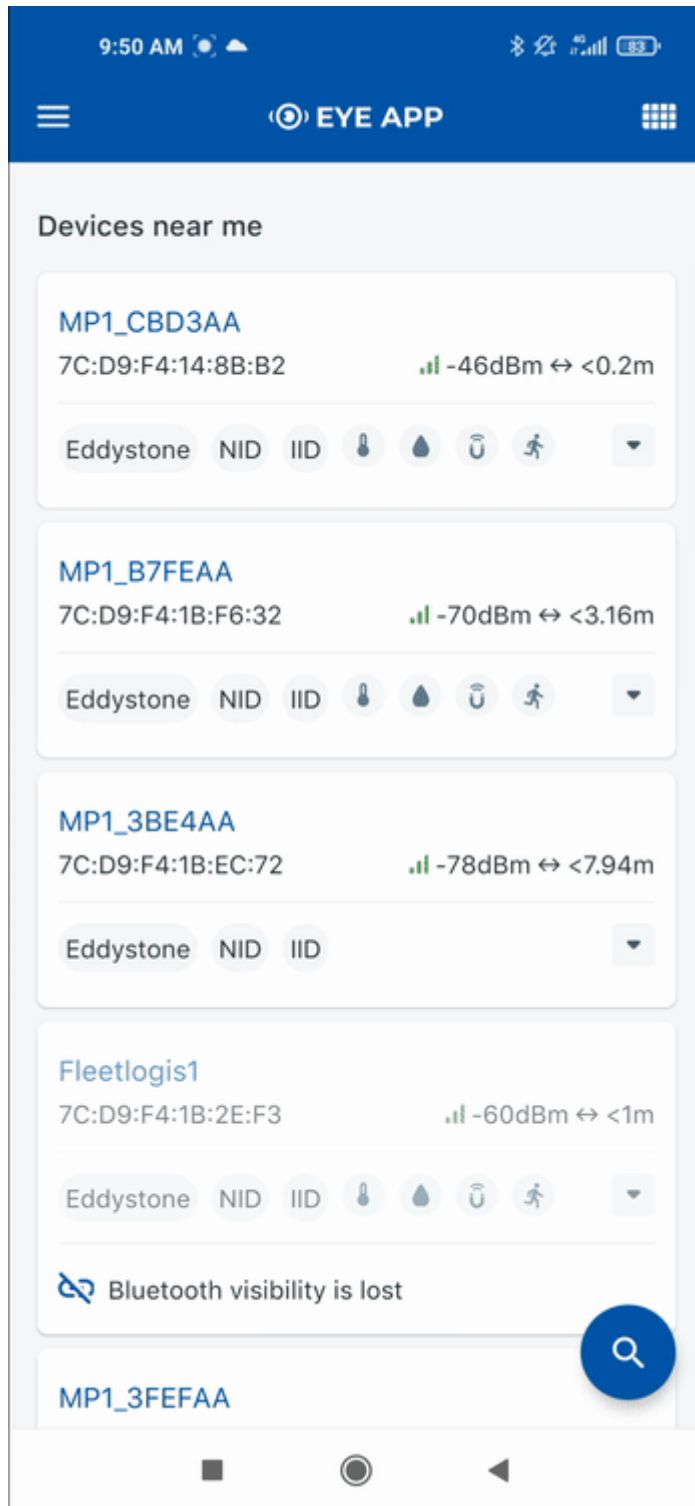 9:50 AM
4G
83
EYE APP
Devices near me
MP1_CBD3AA
7C:D9:F4:14:8B:B2 -46dBm ↔ <0.2m
Eddystone NID IID
MP1_B7FEAA
7C:D9:F4:1B:F6:32 -70dBm ↔ <3.16m
Eddystone NID IID
MP1_3BE4AA
7C:D9:F4:1B:EC:72 -78dBm ↔ <7.94m
Eddystone NID IID
Fleetlogis1
7C:D9:F4:1B:2E:F3 -60dBm ↔ <1m
Eddystone NID IID
Bluetooth visibility is lost
MP1_3FEFAA